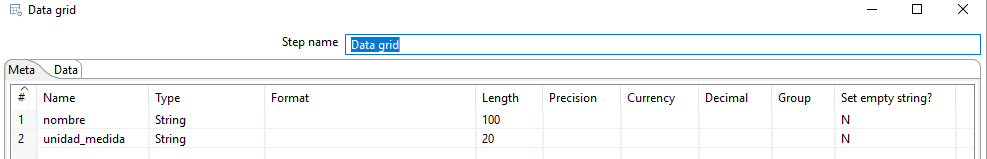 Data grid
Step name Data grid
Meta Data
# Name Type Format Length Precision Currency Decimal Group Set empty string?
1 nombre String 100 N
2 unidad_medida String 20 N